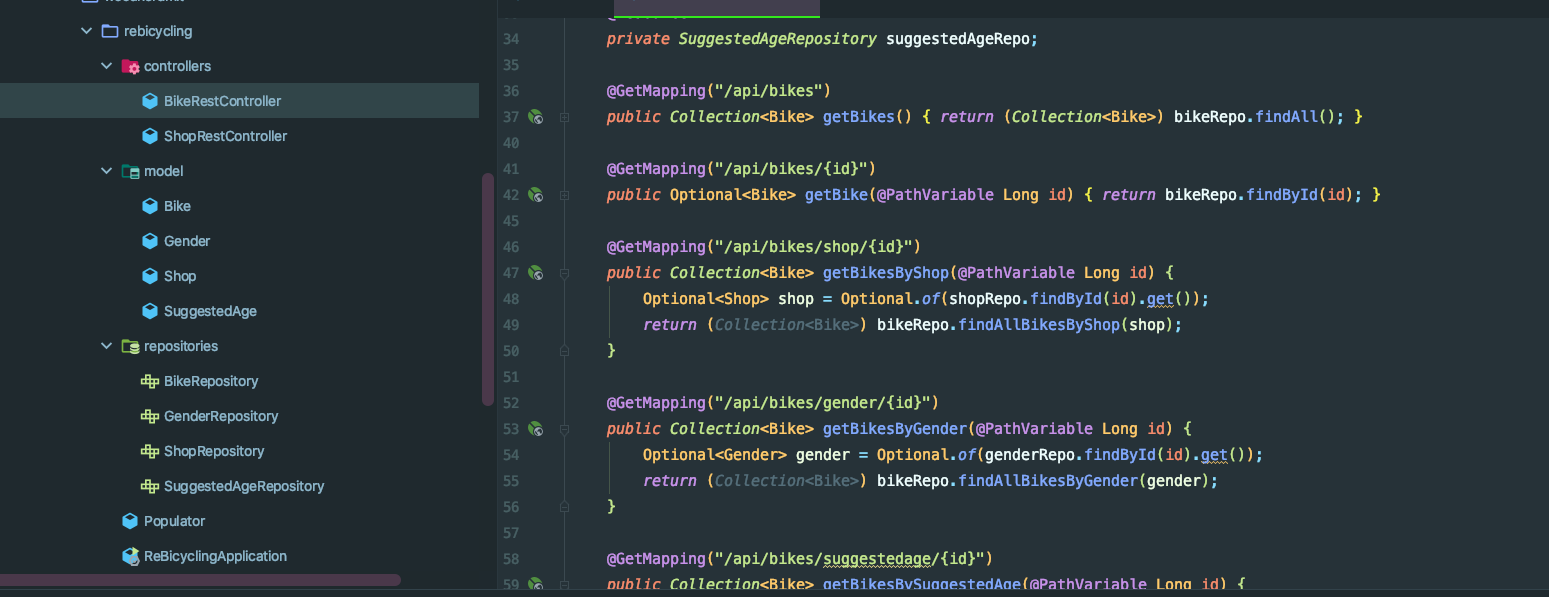 rebicycling
controllers
BikeRestController
ShopRestController
model
Bike
Gender
Shop
SuggestedAge
repositories
BikeRepository
GenderRepository
ShopRepository
SuggestedAgeRepository
Populator
ReBicyclingApplication
34 private SuggestedAgeRepository suggestedAgeRepo;
35
36 @GetMapping("/api/bikes")
37 public Collection<Bike> getBikes() { return (Collection<Bike>) bikeRepo.findAll(); }
40
41 @GetMapping("/api/bikes/{id}")
42 public Optional<Bike> getBike(@PathVariable Long id) { return bikeRepo.findById(id); }
45
46 @GetMapping("/api/bikes/shop/{id}")
47 public Collection<Bike> getBikesByShop(@PathVariable Long id) {
48 Optional<Shop> shop = Optional.of(shopRepo.findById(id).get());
49 return (Collection<Bike>) bikeRepo.findAllBikesByShop(shop);
50 }
51
52 @GetMapping("/api/bikes/gender/{id}")
53 public Collection<Bike> getBikesByGender(@PathVariable Long id) {
54 Optional<Gender> gender = Optional.of(genderRepo.findById(id).get());
55 return (Collection<Bike>) bikeRepo.findAllBikesByGender(gender);
56 }
57
58 @GetMapping("/api/bikes/suggestedage/{id}")
59 public Collection<Bike> getBikesBySuggestedAge(@PathVariable Long id) {